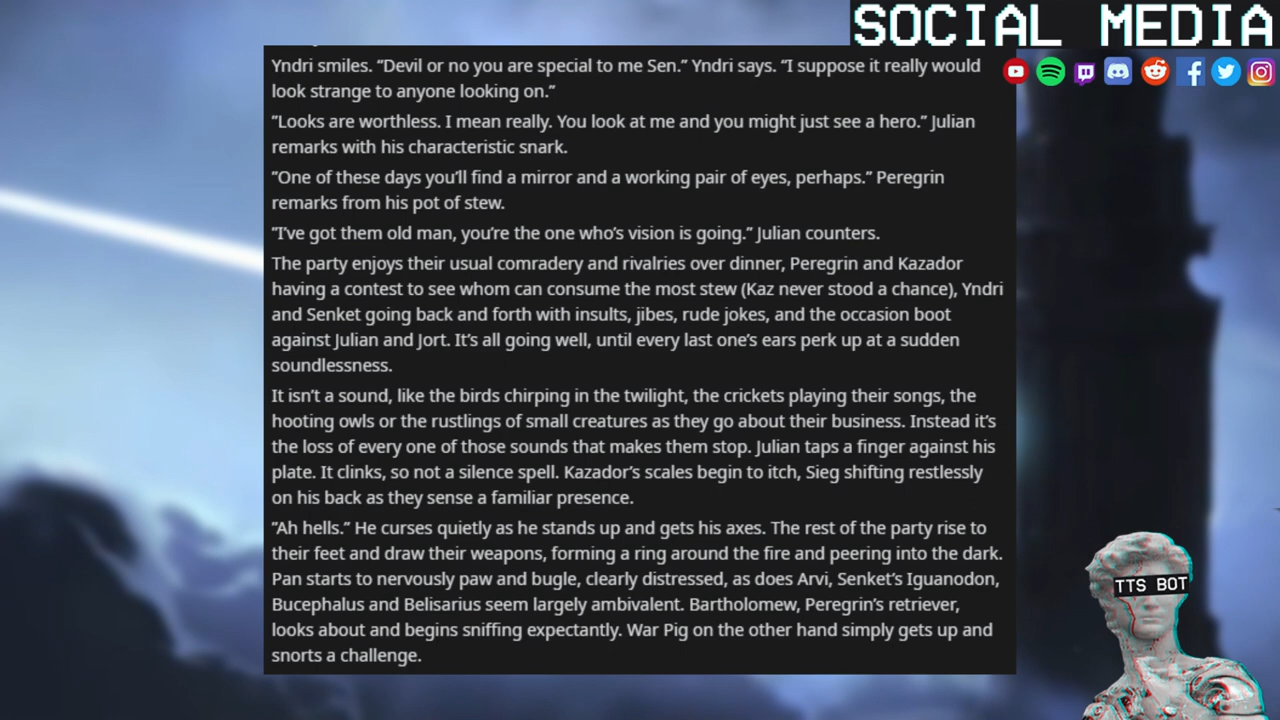 SOCIAL MEDIA
Yndri smiles. “Devil or no you are special to me Sen.” Yndri says. “I suppose it really would
look strange to anyone looking on.”
“Looks are worthless. I mean really. You look at me and you might just see a hero.” Julian
remarks with his characteristic snark.
“One of these days you’ll find a mirror and a working pair of eyes, perhaps.” Peregrin
remarks from his pot of stew.
“I’ve got them old man, you’re the one who’s vision is going.” Julian counters.
The party enjoys their usual comradery and rivalries over dinner, Peregrin and Kazador
having a contest to see whom can consume the most stew (Kaz never stood a chance), Yndri
and Senket going back and forth with insults, jibes, rude jokes, and the occasion boot
against Julian and Jort. It’s all going well, until every last one’s ears perk up at a sudden
soundlessness.
It isn’t a sound, like the birds chirping in the twilight, the crickets playing their songs, the
hooting owls or the rustlings of small creatures as they go about their business. Instead it’s
the loss of every one of those sounds that makes them stop. Julian taps a finger against his
plate. It clinks, so not a silence spell. Kazador’s scales begin to itch, Sieg shifting restlessly
on his back as they sense a familiar presence.
“Ah hells.” He curses quietly as he stands up and gets his axes. The rest of the party rise to
their feet and draw their weapons, forming a ring around the fire and peering into the dark.
Pan starts to nervously paw and bugle, clearly distressed, as does Arvi, Senket’s Iguanodon,
Bucephalus and Belisarius seem largely ambivalent. Bartholomew, Peregrin’s retriever,
looks about and begins sniffing expectantly. War Pig on the other hand simply gets up and
snorts a challenge.
TTS BOT